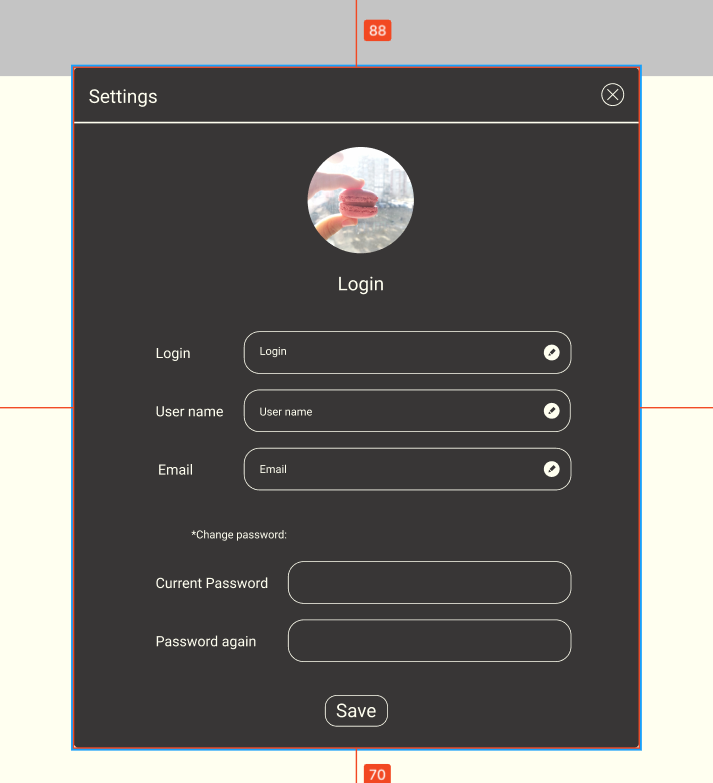 88
Settings
Login
Login Login
User name User name
Email Email
*Change password:
Current Password
Password again
Save
70